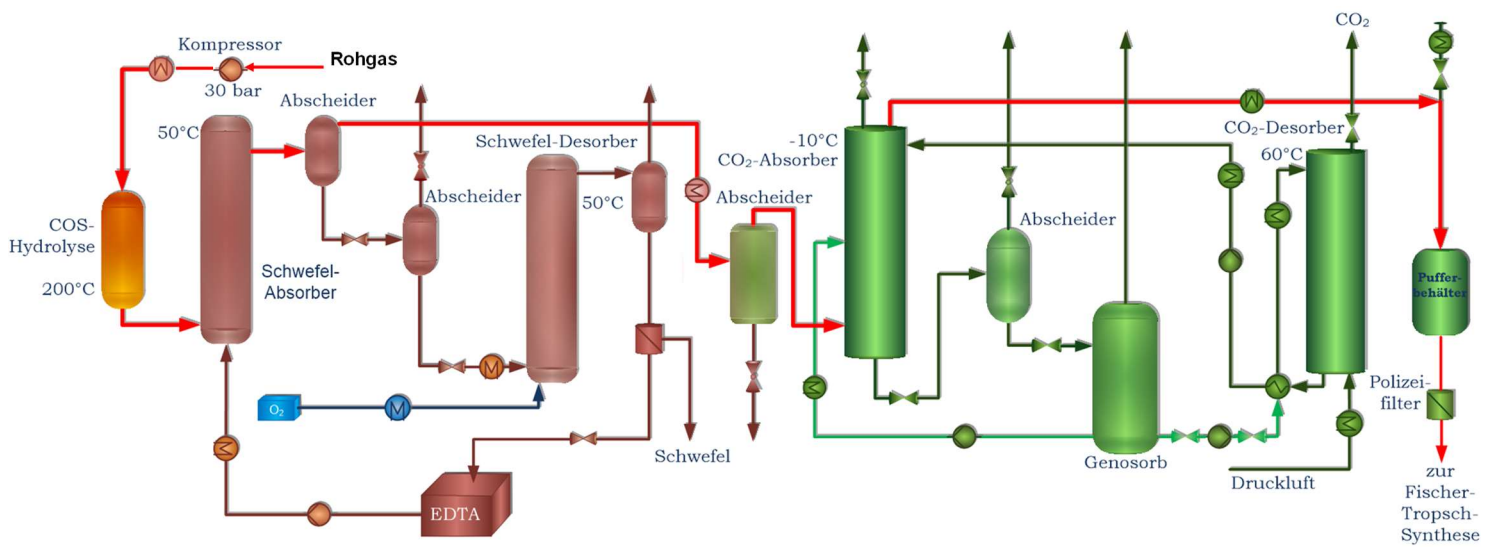 Kompressor
Rohgas
30 bar
COS-
Hydrolyse
200°C
50°C
Schwefel-
Absorber
Abscheider
Abscheider
Schwefel-Desorber
50°C
O₂
EDTA
Schwefel
Abscheider
-10°C
CO₂-Absorber
Abscheider
Genosorb
CO₂
CO₂-Desorber
60°C
Druckluft
Puffer-
behälter
Polizei-
filter
zur
Fischer-
Tropsch-
Synthese
M
M
M
M
M